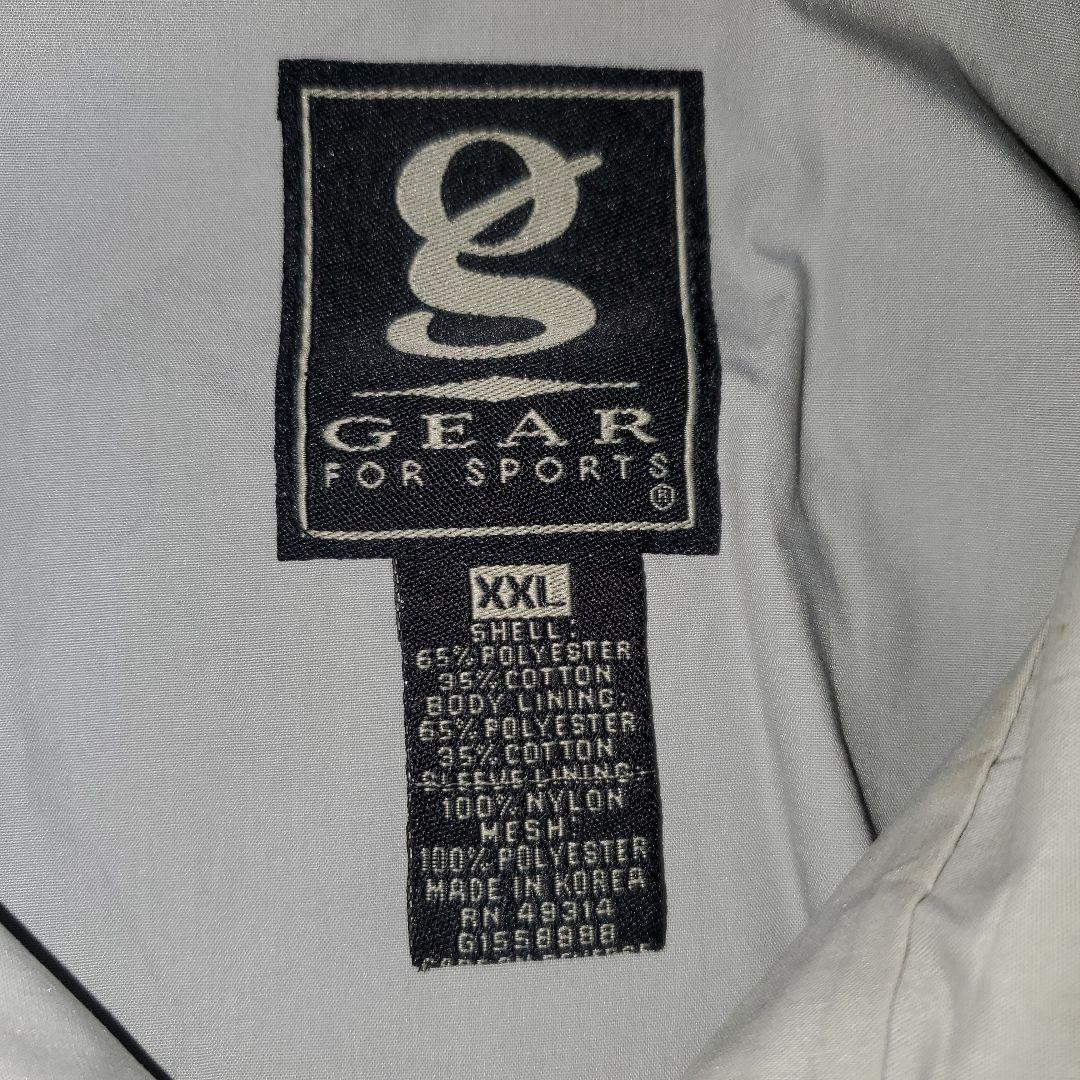 g
GEAR
FOR SPORTS
®
XXL
SHELL:
65% POLYESTER
35% COTTON
BODY LINING:
65% POLYESTER
35% COTTON
SLEEVE LINING:
100% NYLON
MESH:
100% POLYESTER
MADE IN KOREA
RN 49314